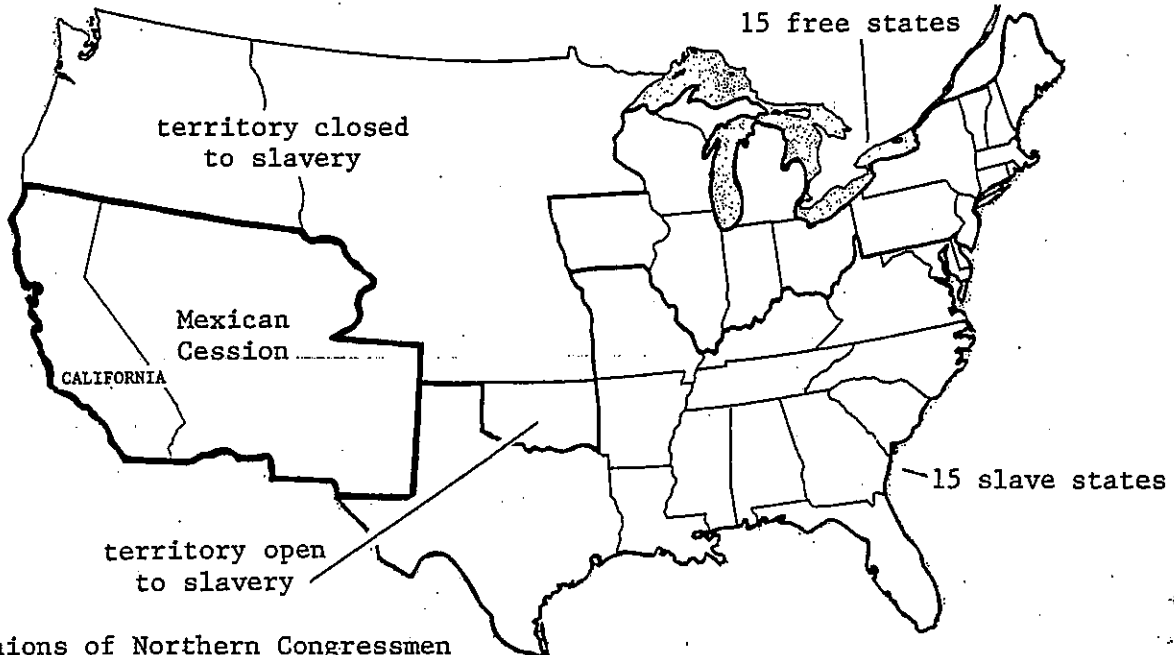 15 free states
territory closed
to slavery
Mexican
Cession
CALIFORNIA
15 slave states
territory open
to slavery
nions of Northern Congressmen